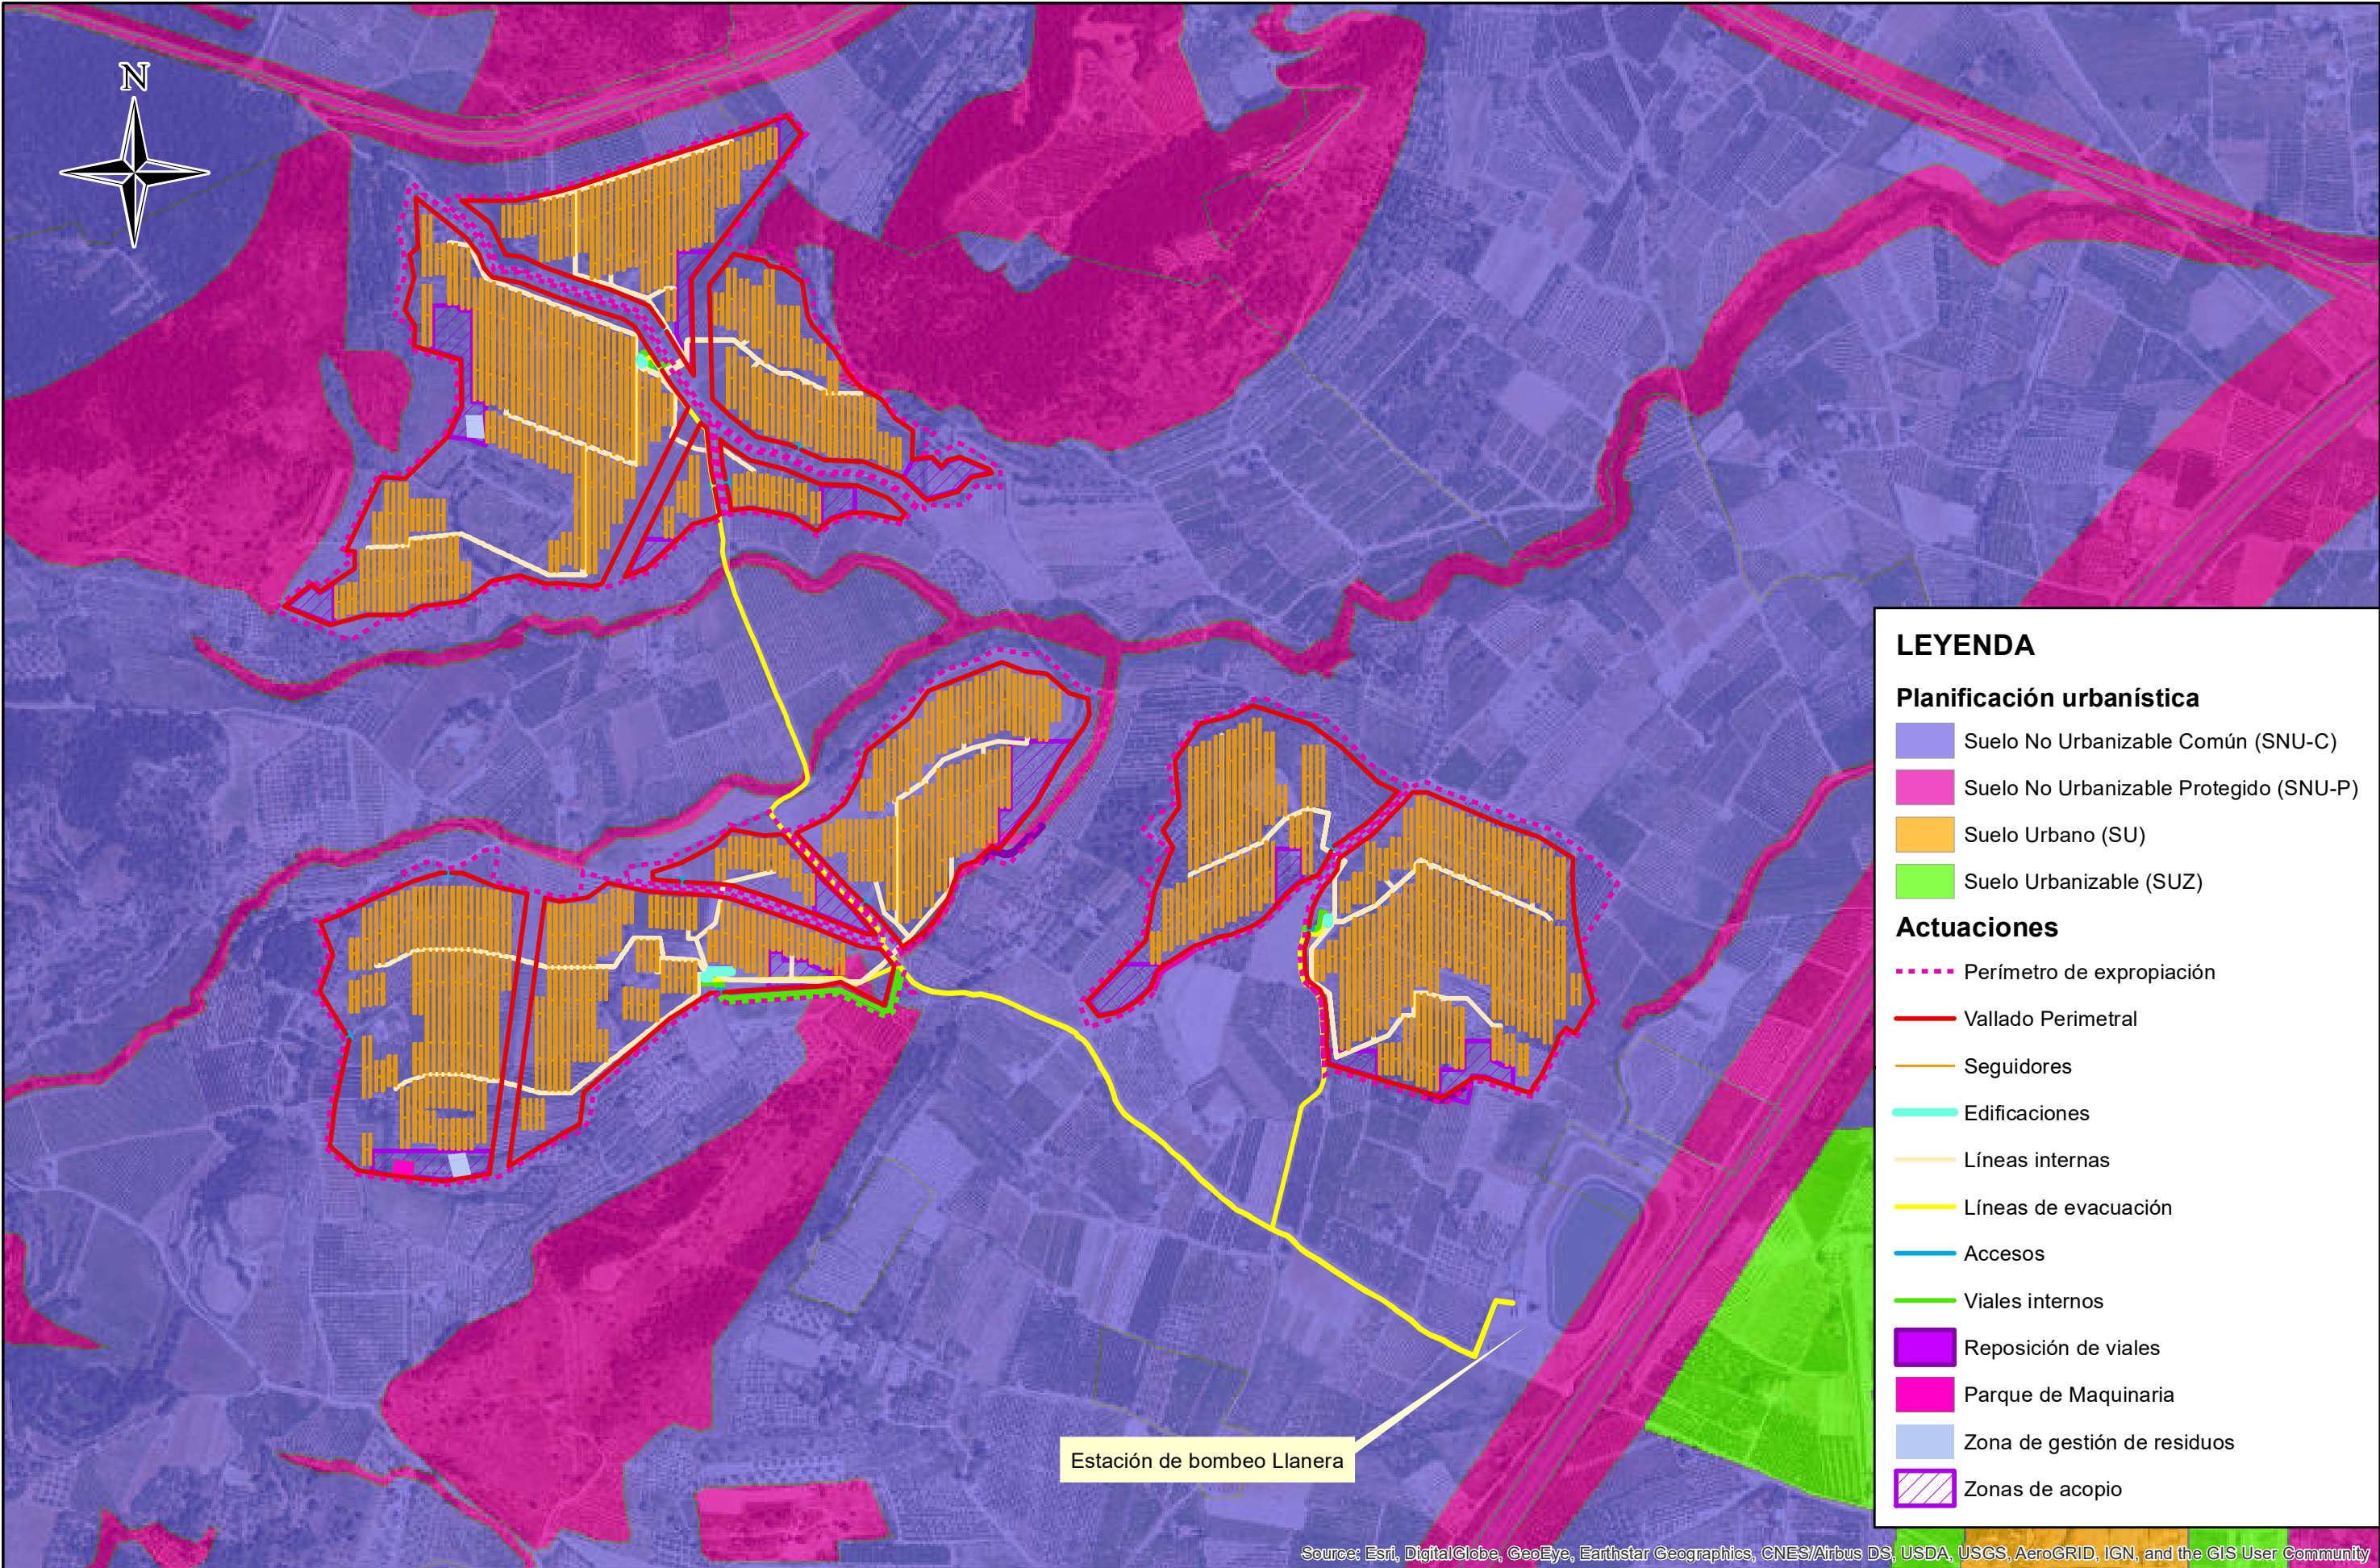 N
LEYENDA
Planificación urbanística
Suelo No Urbanizable Común (SNU-C)
Suelo No Urbanizable Protegido (SNU-P)
Suelo Urbano (SU)
Suelo Urbanizable (SUZ)
Actuaciones
Perímetro de expropiación
Vallado Perimetral
Seguidores
Edificaciones
Líneas internas
Líneas de evacuación
Accesos
Viales internos
Reposición de viales
Parque de Maquinaria
Zona de gestión de residuos
Zonas de acopio
Estación de bombeo Llanera
Source: Esri, DigitalGlobe, GeoEye, Earthstar Geographics, CNES/Airbus DS, USDA, USGS, AeroGRID, IGN, and the GIS User Community